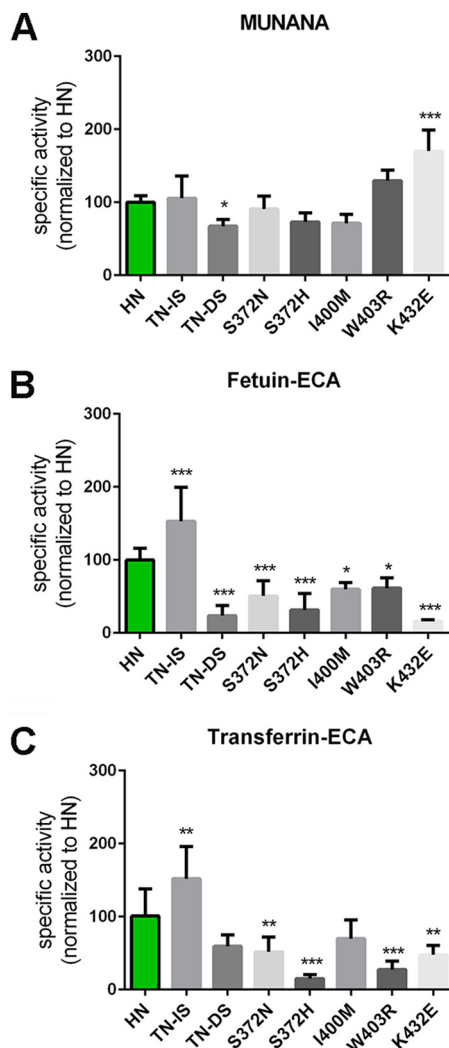 A
MUNANA
specific activity
(normalized to HN)
300
200
100
0
*
***
HN
TN-IS
TN-DS
S372N
S372H
I400M
W403R
K432E
B
Fetuin-ECA
specific activity
(normalized to HN)
300
200
100
0
***
***
***
***
*
*
***
HN
TN-IS
TN-DS
S372N
S372H
I400M
W403R
K432E
C
Transferrin-ECA
specific activity
(normalized to HN)
300
200
100
0
**
**
***
***
**
HN
TN-IS
TN-DS
S372N
S372H
I400M
W403R
K432E